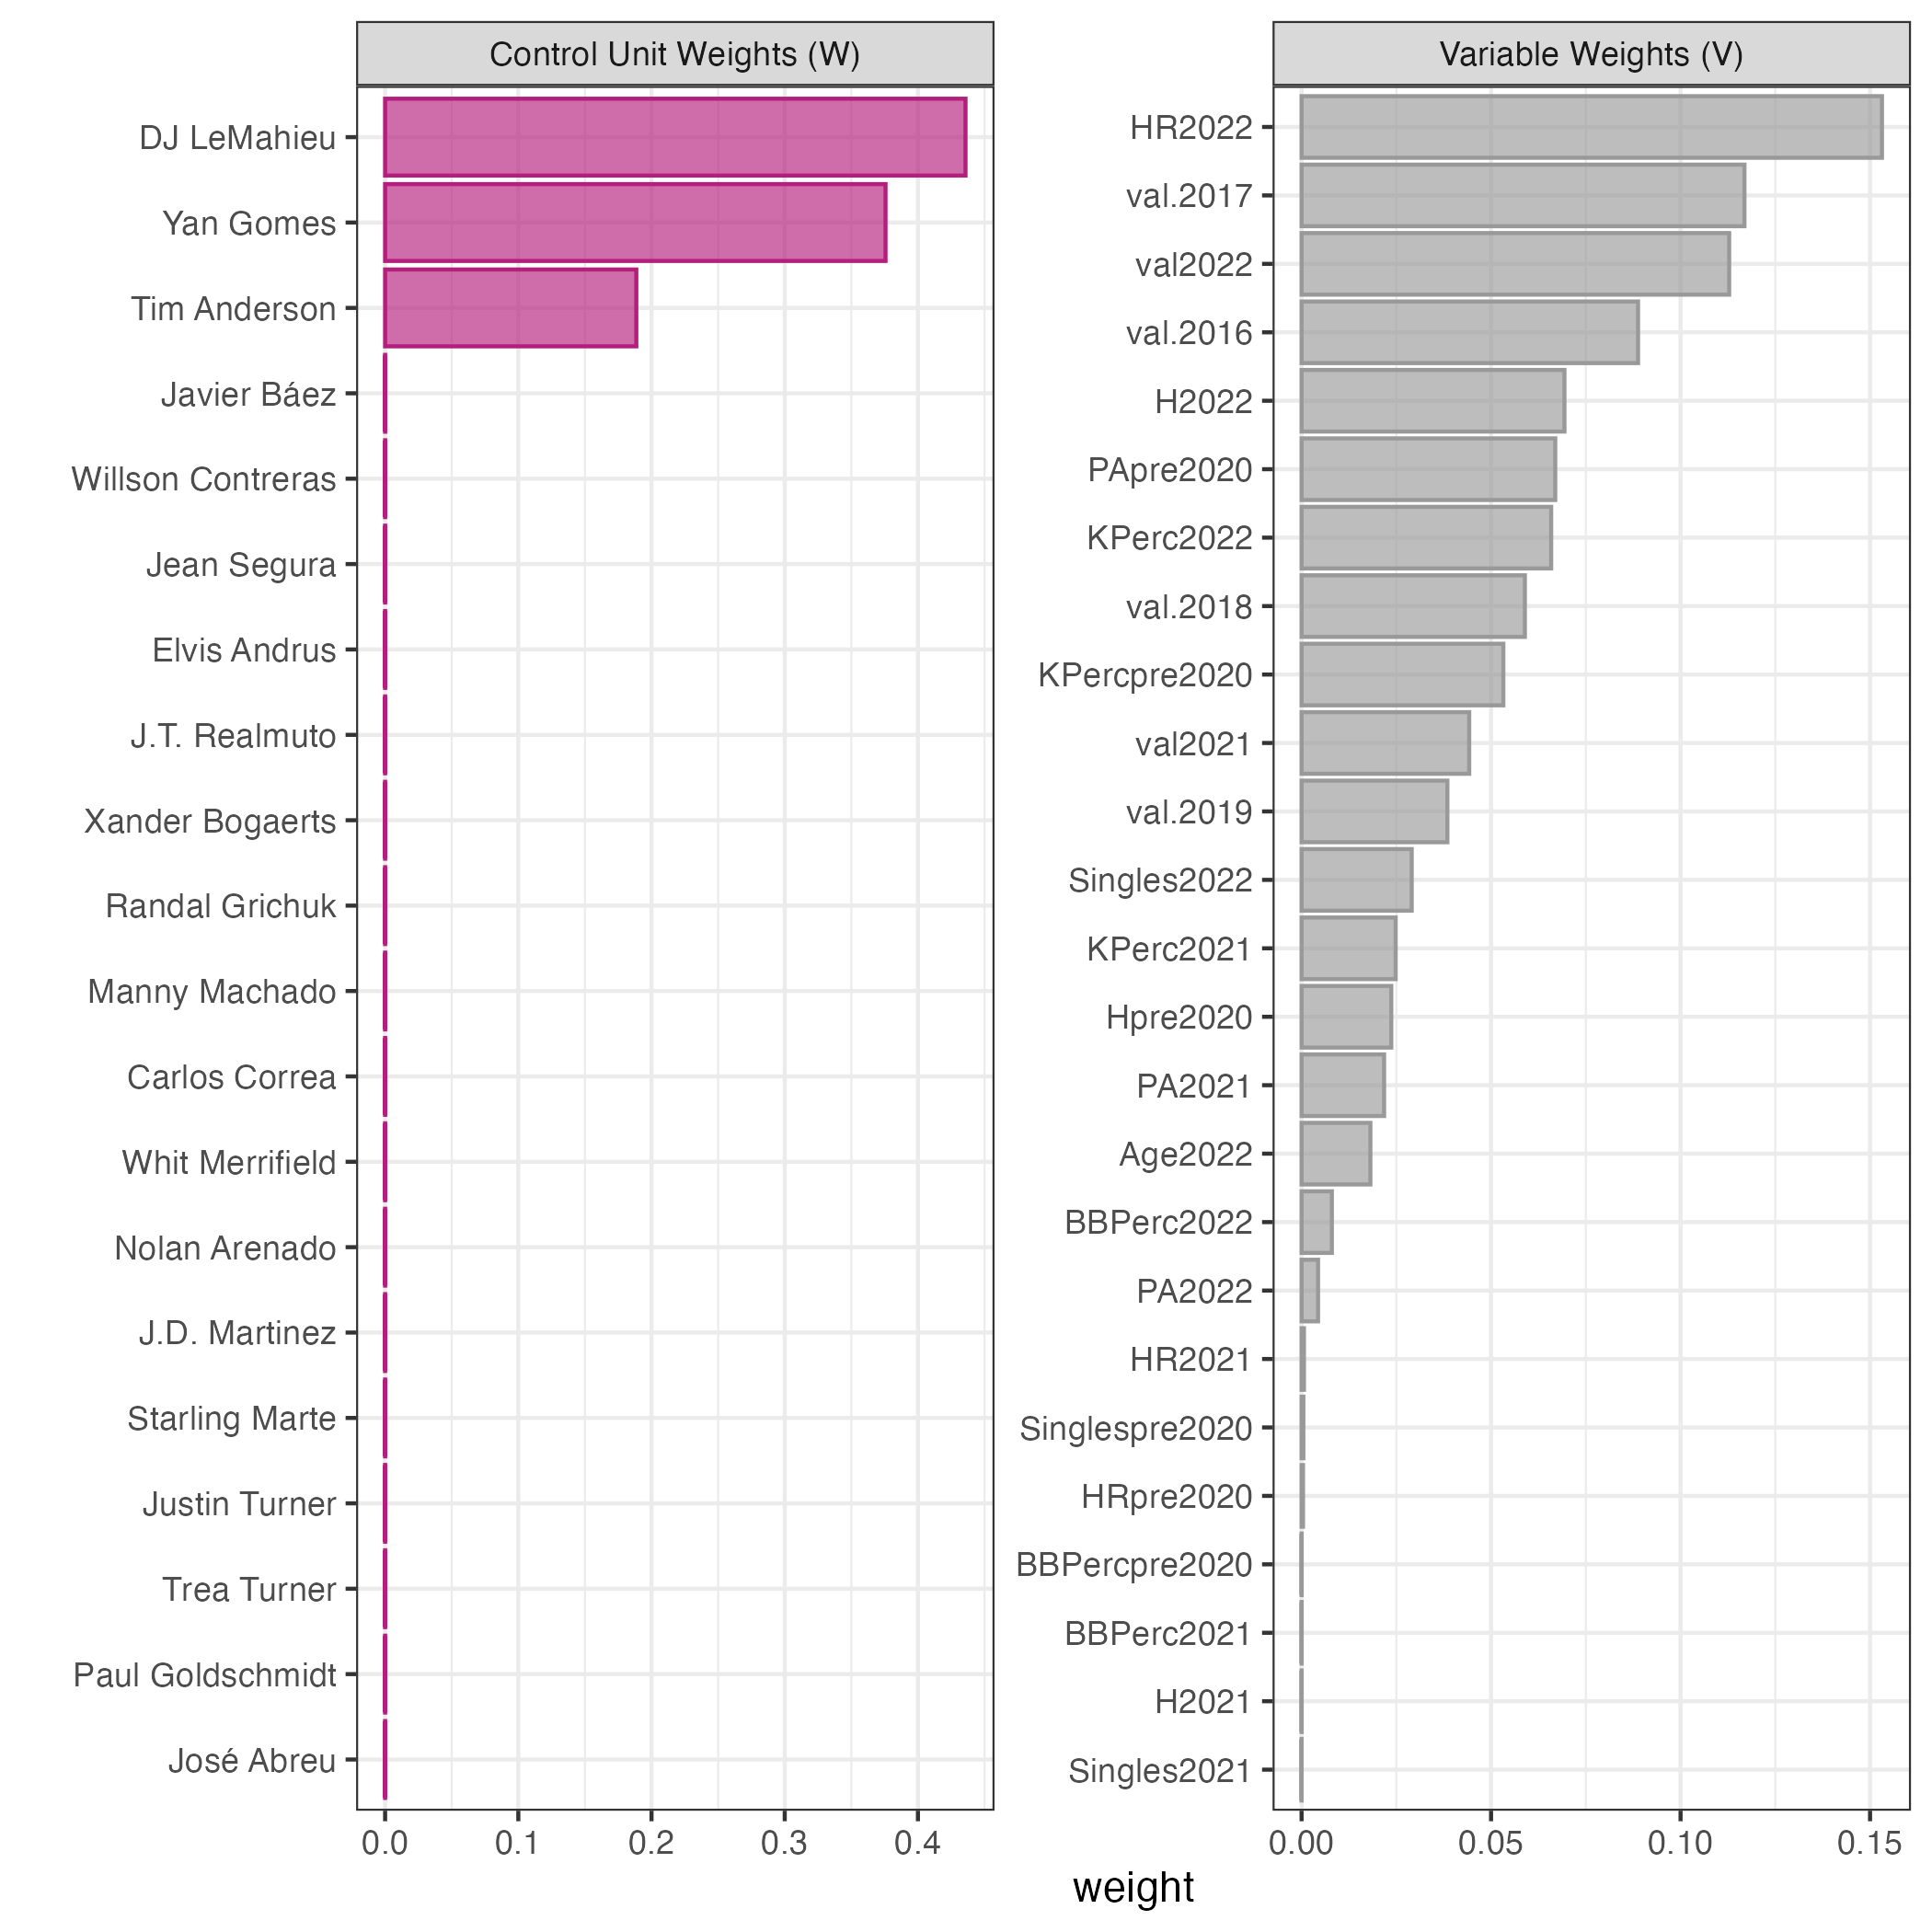 Control Unit Weights (W)
DJ LeMahieu
Yan Gomes
Tim Anderson
Javier Báez
Willson Contreras
Jean Segura
Elvis Andrus
J.T. Realmuto
Xander Bogaerts
Randal Grichuk
Manny Machado
Carlos Correa
Whit Merrifield
Nolan Arenado
J.D. Martinez
Starling Marte
Justin Turner
Trea Turner
Paul Goldschmidt
José Abreu
0.0 0.1 0.2 0.3 0.4
Variable Weights (V)
HR2022
val.2017
val2022
val.2016
H2022
PApre2020
KPerc2022
val.2018
KPercpre2020
val2021
val.2019
Singles2022
KPerc2021
Hpre2020
PA2021
Age2022
BBPerc2022
PA2022
HR2021
Singlespre2020
HRpre2020
BBPercpre2020
BBPerc2021
H2021
Singles2021
0.00 0.05 0.10 0.15
weight